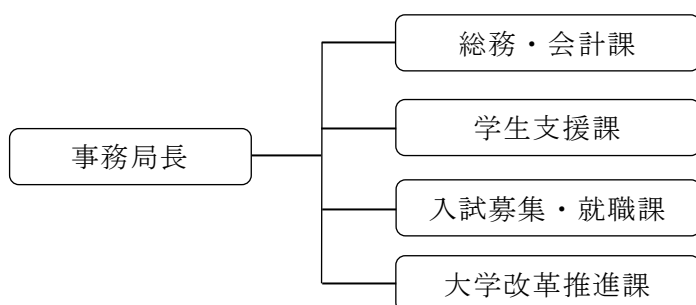 総務・会計課
学生支援課
事務局長
入試募集・就職課
大学改革推進課